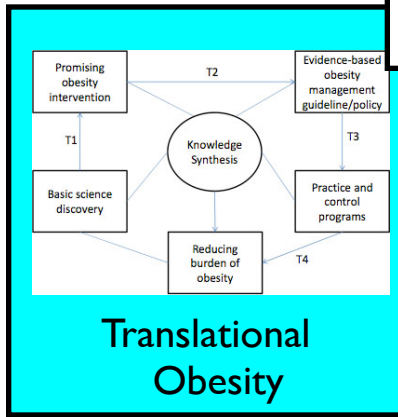 Promising
obesity
intervention
T2
Evidence-based
obesity
management
guideline/policy
T1
Knowledge
Synthesis
T3
Basic science
discovery
Practice and
control
programs
Reducing
burden of
obesity
T4
Translational
Obesity